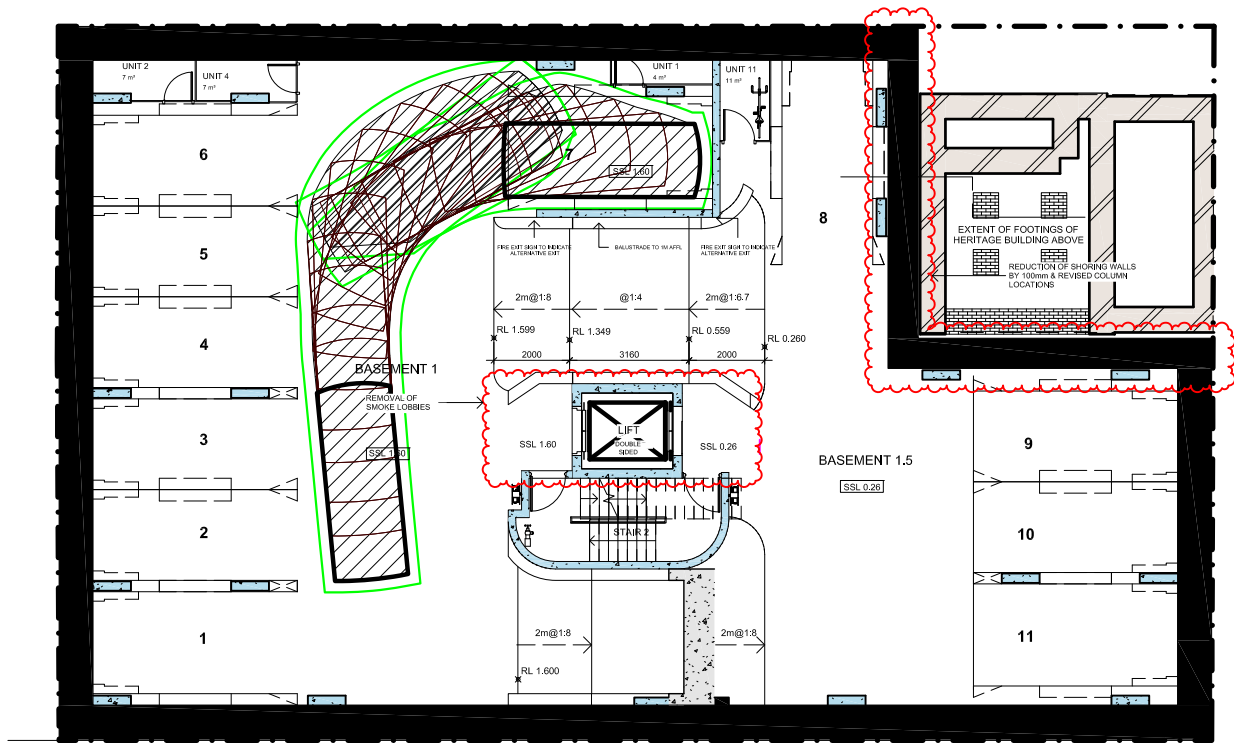 UNIT 2
7 m²
UNIT 4
7 m²
UNIT 1
4 m²
UNIT 11
11 m²
6
7
SSL 1.60
8
5
FIRE EXIT SIGN TO INDICATE
ALTERNATIVE EXIT
BALUSTRADE TO 1M AFFL
FIRE EXIT SIGN TO INDICATE
ALTERNATIVE EXIT
EXTENT OF FOOTINGS OF
HERITAGE BUILDING ABOVE
REDUCTION OF SHORING WALLS
BY 100mm & REVISED COLUMN
LOCATIONS
2m@1:8
@1:4
2m@1:6.7
RL 1.599
RL 1.349
RL 0.559
RL 0.260
4
2000
3160
2000
BASEMENT 1
REMOVAL OF
SMOKE LOBBIES
LIFT
DOUBLE
SIDED
3
SSL 1.60
SSL 1.60
SSL 0.26
BASEMENT 1.5
SSL 0.26
9
2
STAIR 2
10
1
2m@1:8
2m@1:8
11
RL 1.600